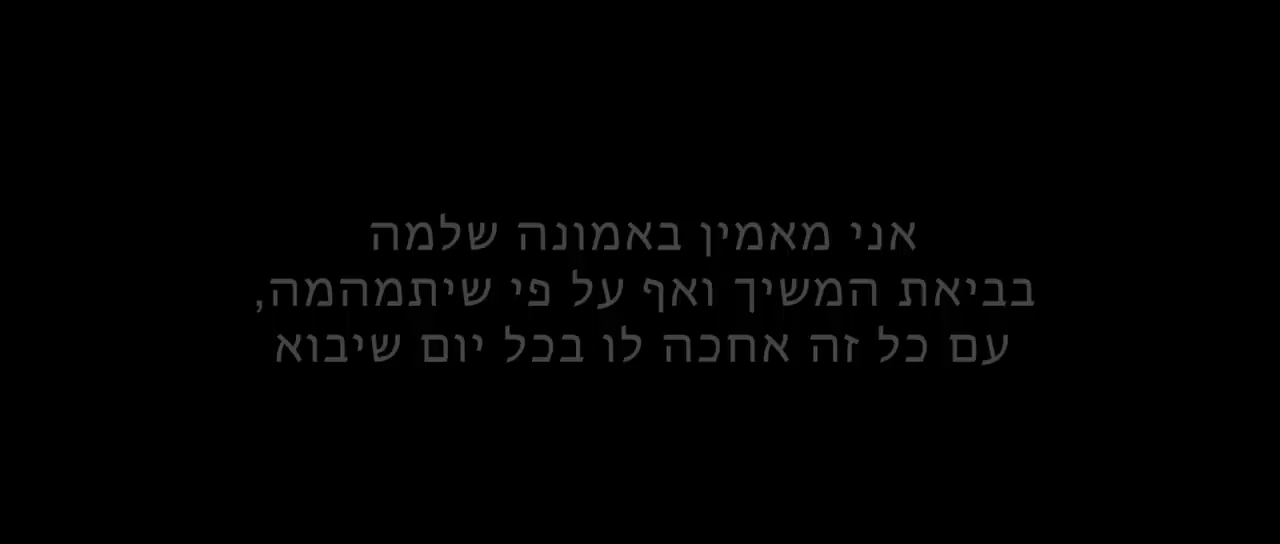 אני מאמין באמונה שלמה
בביאת המשיך ואף על פי שיתמהמה,
עם כל זה אחכה לו בכל יום שיבוא